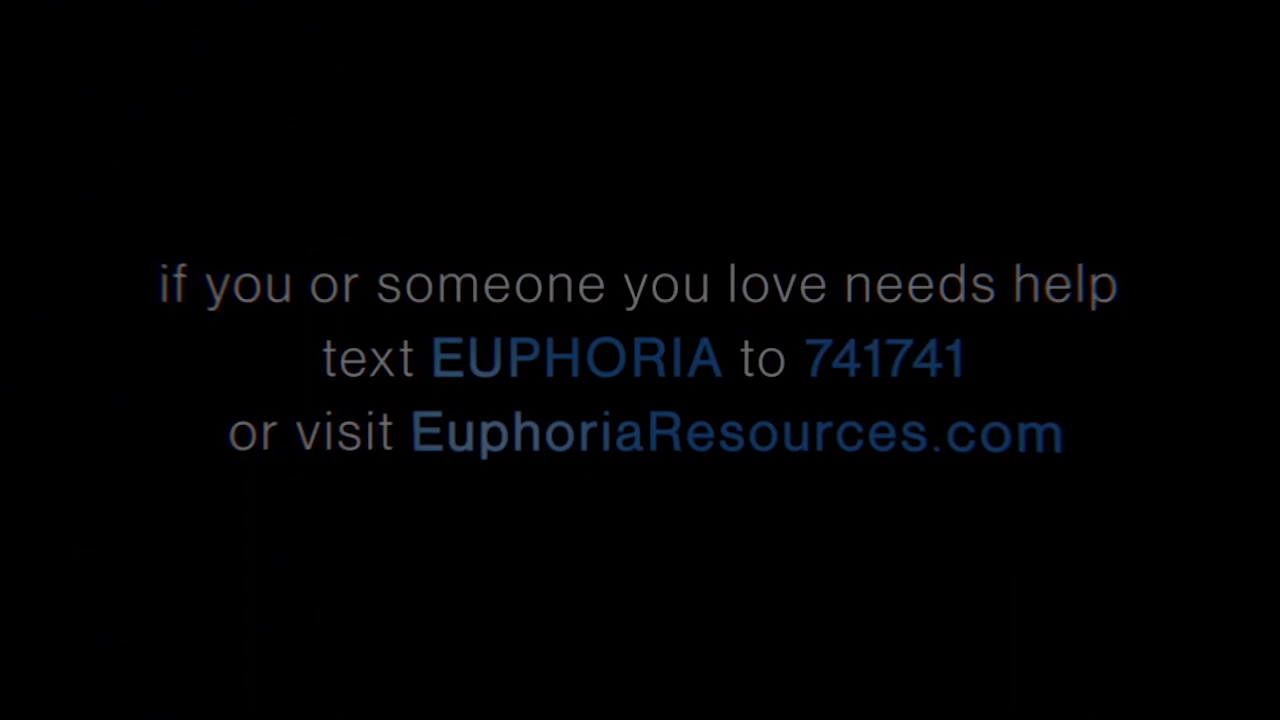 if you or someone you love needs help
text EUPHORIA to 741741
or visit EuphoriaResources.com